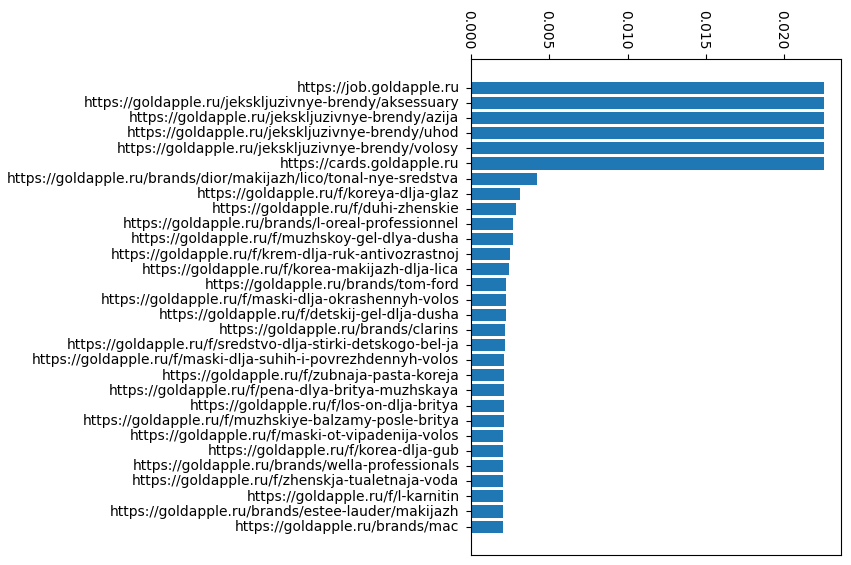 0.000 0.005 0.010 0.015 0.020
https://job.goldapple.ru
https://goldapple.ru/jekskljuzivnye-brendy/aksessuary
https://goldapple.ru/jekskljuzivnye-brendy/azija
https://goldapple.ru/jekskljuzivnye-brendy/uhod
https://goldapple.ru/jekskljuzivnye-brendy/volosy
https://cards.goldapple.ru
https://goldapple.ru/brands/dior/makijazh/lico/tonal-nye-sredstva
https://goldapple.ru/f/koreya-dlja-glaz
https://goldapple.ru/f/duhi-zhenskie
https://goldapple.ru/brands/l-oreal-professionnel
https://goldapple.ru/f/muzhskoy-gel-dlya-dusha
https://goldapple.ru/f/krem-dlja-ruk-antivozrastnoj
https://goldapple.ru/f/korea-makijazh-dlja-lica
https://goldapple.ru/brands/tom-ford
https://goldapple.ru/f/maski-dlja-okrashennyh-volos
https://goldapple.ru/f/detskij-gel-dlja-dusha
https://goldapple.ru/brands/clarins
https://goldapple.ru/f/sredstvo-dlja-stirki-detskogo-bel-ja
https://goldapple.ru/f/maski-dlja-suhih-i-povrezhdennyh-volos
https://goldapple.ru/f/zubnaja-pasta-koreja
https://goldapple.ru/f/pena-dlya-britya-muzhskaya
https://goldapple.ru/f/los-on-dlja-britya
https://goldapple.ru/f/muzhskiye-balzamy-posle-britya
https://goldapple.ru/f/maski-ot-vipadenija-volos
https://goldapple.ru/f/korea-dlja-gub
https://goldapple.ru/brands/wella-professionals
https://goldapple.ru/f/zhenskja-tualetnaja-voda
https://goldapple.ru/f/l-karnitin
https://goldapple.ru/brands/estee-lauder/makijazh
https://goldapple.ru/brands/mac